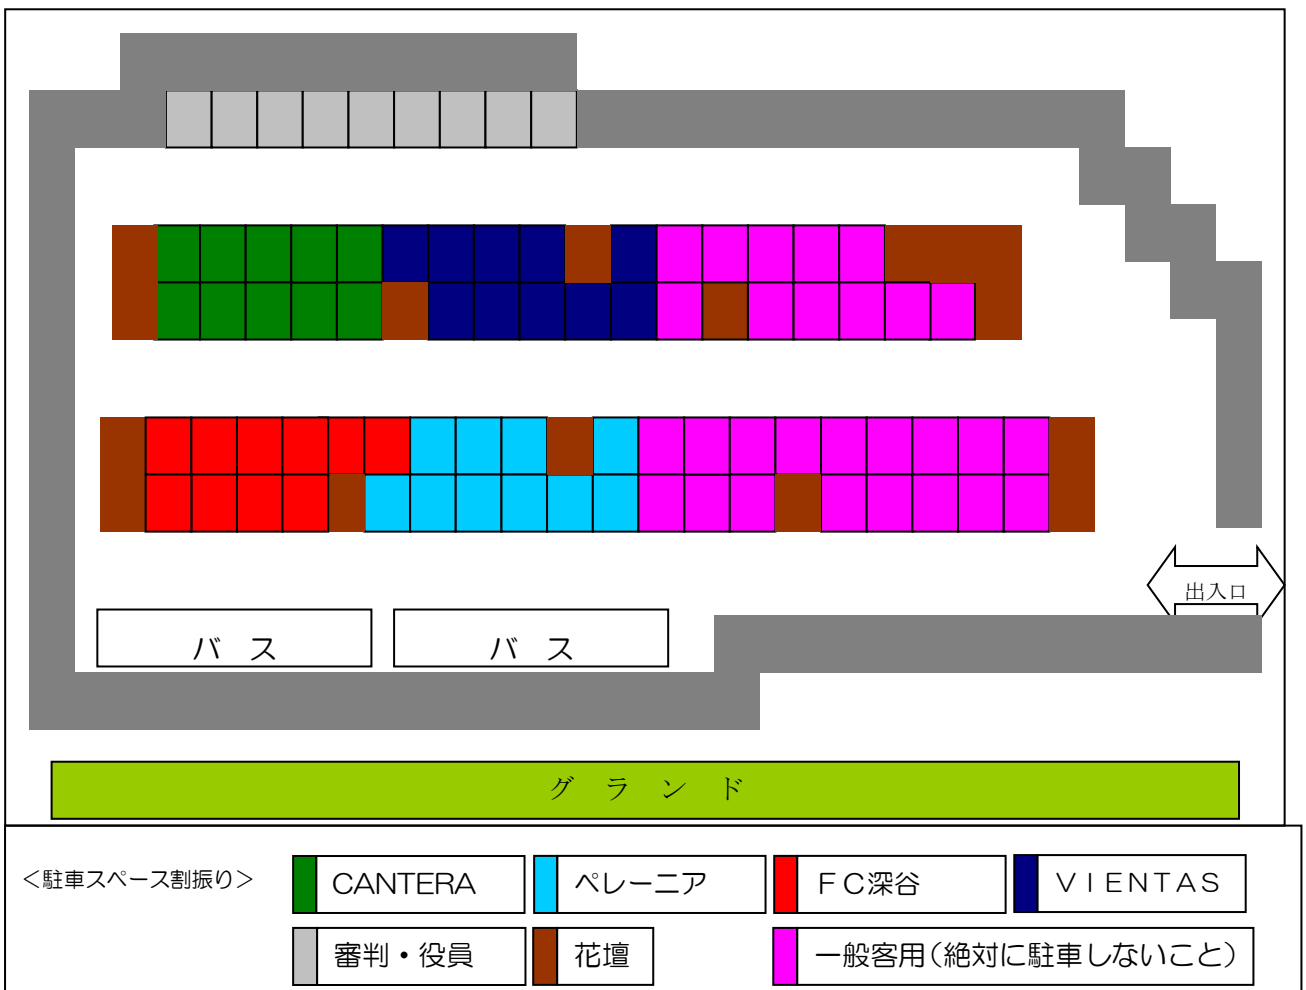 出入口
バ　ス
バ　ス
グ　ラ　ン　ド
＜駐車スペース割振り＞
CANTERA
ペレーニア
ＦＣ深谷
ＶＩＥＮＴＡＳ
審判・役員
花壇
一般客用(絶対に駐車しないこと)